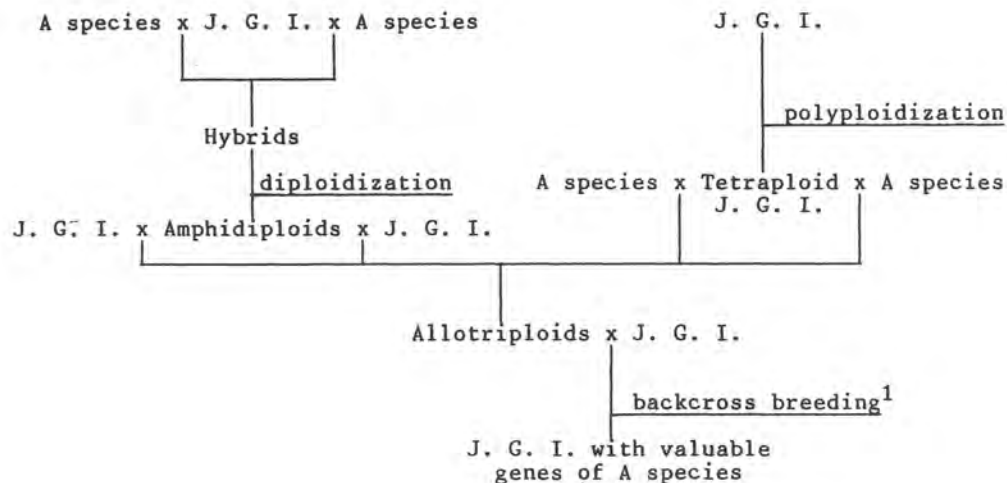 A species x J. G. I. x A species
J. G. I.
Hybrids
polyploidization
diploidization
A species x Tetraploid x A species
J. G. I.
J. G. I. x Amphidiploids x J. G. I.
Allotriploids x J. G. I.
backcross breeding¹
J. G. I. with valuable
genes of A species